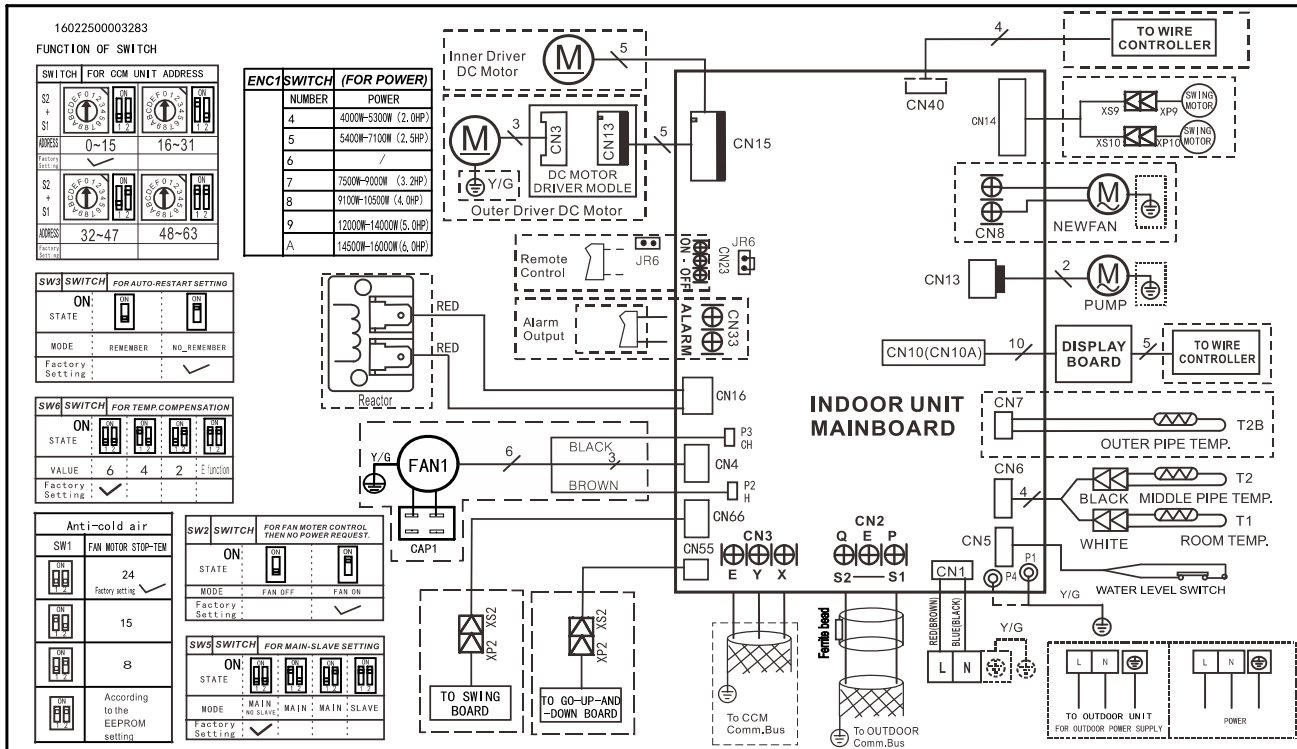 16022500003283
FUNCTION OF SWITCH
SWITCH FOR CCM UNIT ADDRESS
S2
+
S1
ON
1 2
ADDRESS 0~15 16~31
Factory Setting
S2
+
S1
ADDRESS 32~47 48~63
Factory Setting
SW3 SWITCH FOR AUTO-RESTART SETTING
ON
STATE
MODE REMEMBER NO_REMEMBER
Factory
Setting
SW6 SWITCH FOR TEMP.COMPENSATION
ON
STATE
VALUE 6 4 2 E function
Factory
Setting
Anti-cold air
SW1 FAN MOTOR STOP-TEM
24
Factory setting
15
8
According
to the
EEPROM
setting
ENC1 SWITCH (FOR POWER)
NUMBER POWER
4 4000W-5300W (2.0HP)
5 5400W-7100W (2.5HP)
6 /
7 7500W-9000W (3.2HP)
8 9100W-10500W (4.0HP)
9 12000W-14000W(5.0HP)
A 14500W-16000W(6.0HP)
SW2 SWITCH FOR FAN MOTER CONTROL
THEN NO POWER REQUEST.
ON
STATE
MODE FAN OFF FAN ON
Factory
Setting
SW5 SWITCH FOR MAIN-SLAVE SETTING
ON
STATE
MODE MAIN NO SLAVE MAIN MAIN SLAVE
Factory
Setting
Inner Driver
DC Motor
M
5
M
3
CN3
CN13
5
Y/G
DC MOTOR
DRIVER MODLE
Outer Driver DC Motor
CN15
Remote
Control
JR6
ON - OFF
CN23
JR6
Alarm
Output
ALARM
CN33
RED
RED
Reactor
CN16
Y/G
FAN1
6
BLACK
3
BROWN
P3
CH
CN4
P2
H
CAP1
CN66
CN55
XP2 XS2
TO SWING
BOARD
XP2 XS2
TO GO-UP-AND
-DOWN BOARD
INDOOR UNIT
MAINBOARD
CN3
E Y X
To CCM
Comm.Bus
CN2
Q E P
S2 S1
Ferrite bead
To OUTDOOR
Comm.Bus
CN1
RED(BROWN)
BLUE(BLACK)
L N
Y/G
P4
P1
Y/G
4
TO WIRE
CONTROLLER
CN40
CN14
XS9 XP9
SWING
MOTOR
XS10 XP10
SWING
MOTOR
CN8
M
NEWFAN
CN13
2
M
PUMP
CN10(CN10A)
10
DISPLAY
BOARD
5
TO WIRE
CONTROLLER
CN7
T2B
OUTER PIPE TEMP.
CN6
4
T2
BLACK MIDDLE PIPE TEMP.
T1
WHITE ROOM TEMP.
CN5
WATER LEVEL SWITCH
L N
TO OUTDOOR UNIT
FOR OUTDOOR POWER SUPPLY
L N
POWER